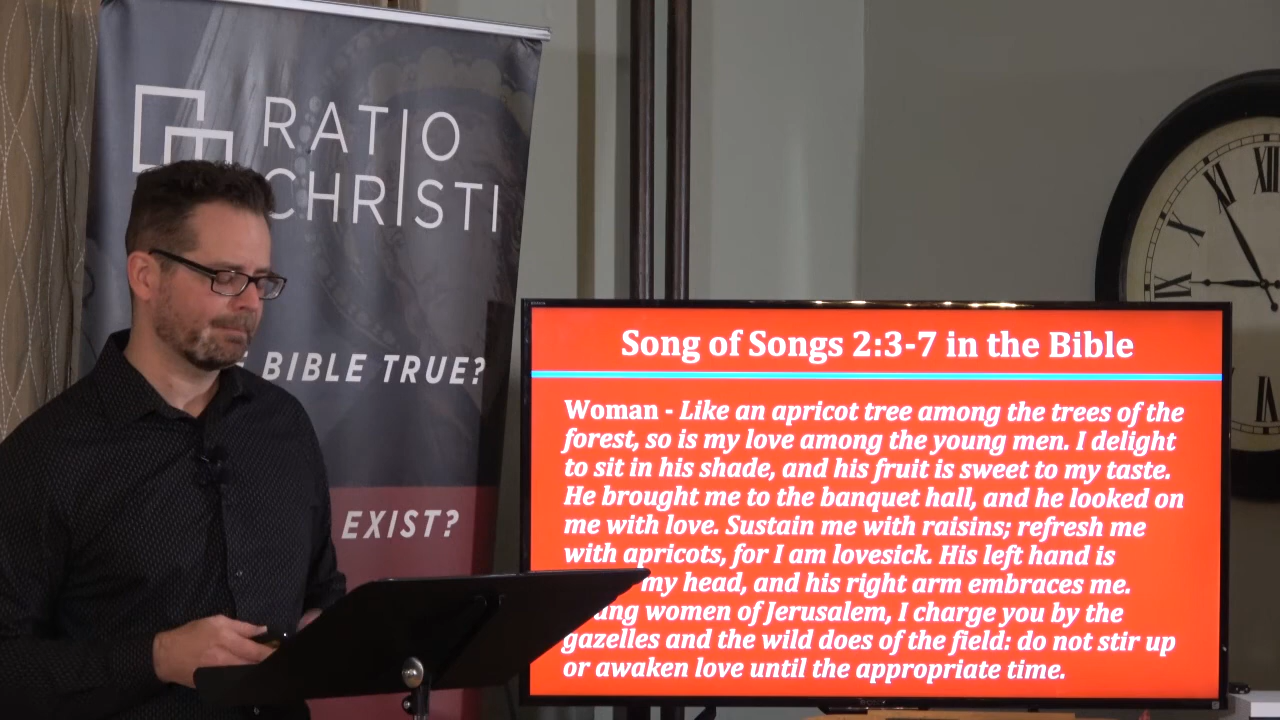 RATIO
CHRISTI
BIBLE TRUE?
EXIST?
Song of Songs 2:3-7 in the Bible
Woman - Like an apricot tree among the trees of the
forest, so is my love among the young men. I delight
to sit in his shade, and his fruit is sweet to my taste.
He brought me to the banquet hall, and he looked on
me with love. Sustain me with raisins; refresh me
with apricots, for I am lovesick. His left hand is
my head, and his right arm embraces me.
women of Jerusalem, I charge you by the
gazelles and the wild does of the field: do not stir up
or awaken love until the appropriate time.
XII
XI
X
IX